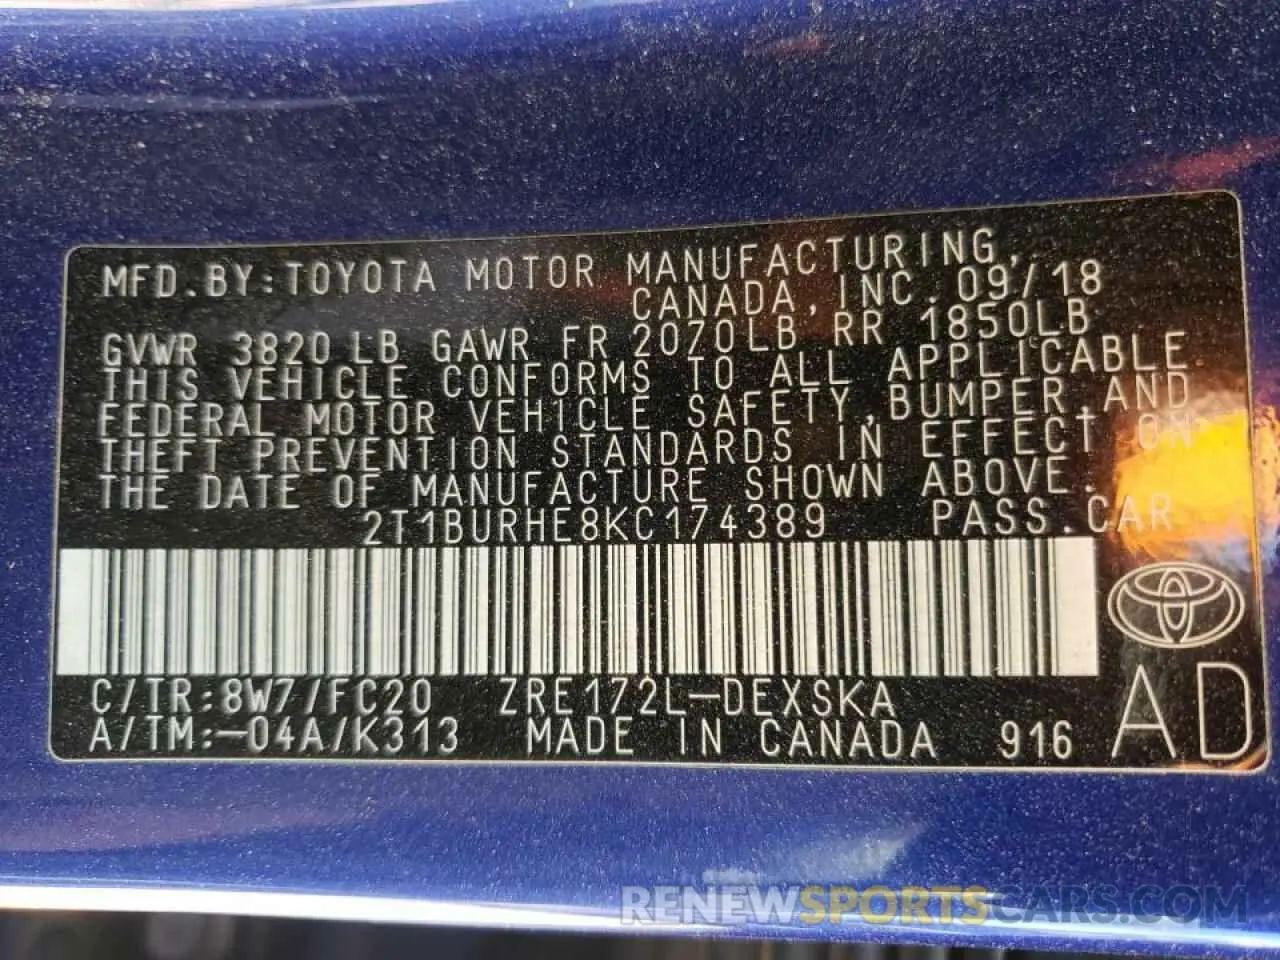 MFD.BY:TOYOTA MOTOR MANUFACTURING,
CANADA,INC.09/18
GVWR 3820 LB GAWR FR 2070LB RR 1850LB
THIS VEHICLE CONFORMS TO ALL APPLICABLE
FEDERAL MOTOR VEHICLE SAFETY,BUMPER,AND
THEFT PREVENTION STANDARDS IN EFFECT ON
THE DATE OF MANUFACTURE SHOWN ABOVE.
2T1BURHE8KC174389 PASS.CAR
C/TR:8W7/FC20 ZRE172L-DEXSKA
A/TM:-04A/K313 MADE IN CANADA 916
AD
RENEWSPORTSCARS.COM